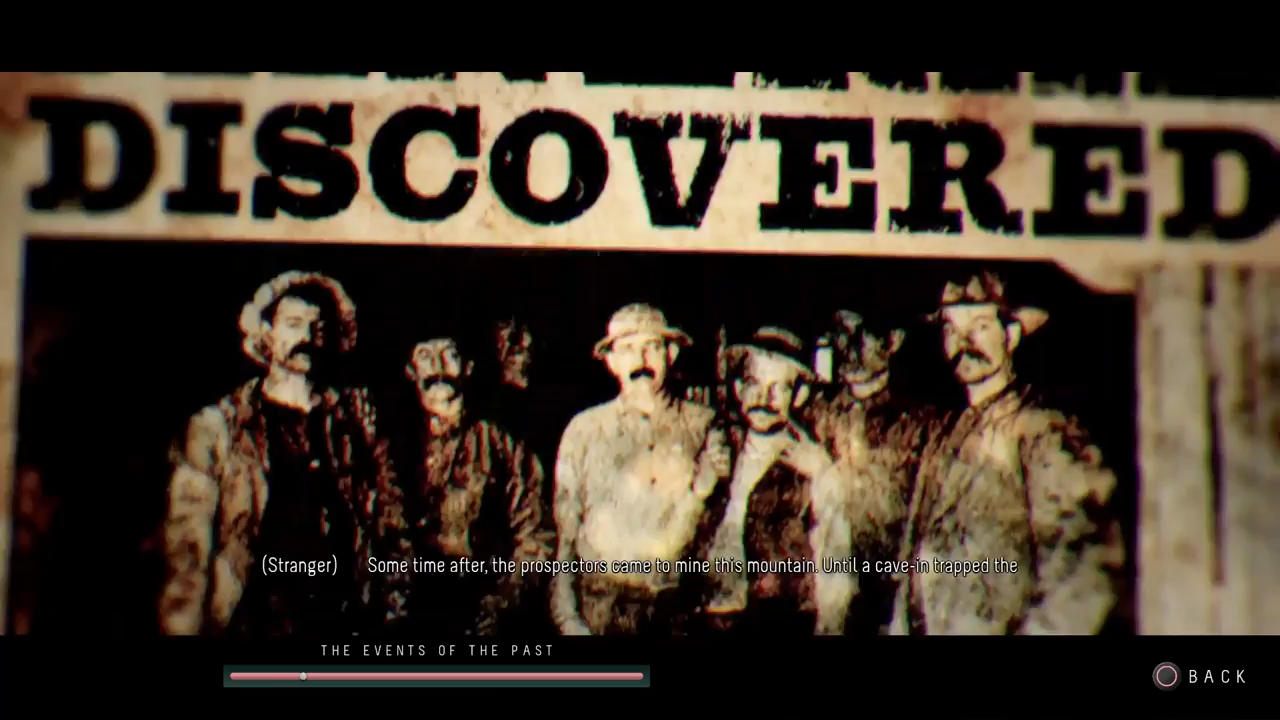 DISCOVERED
(Stranger) Some time after, the prospectors came to mine this mountain. Until a cave-in trapped the
THE EVENTS OF THE PAST
BACK